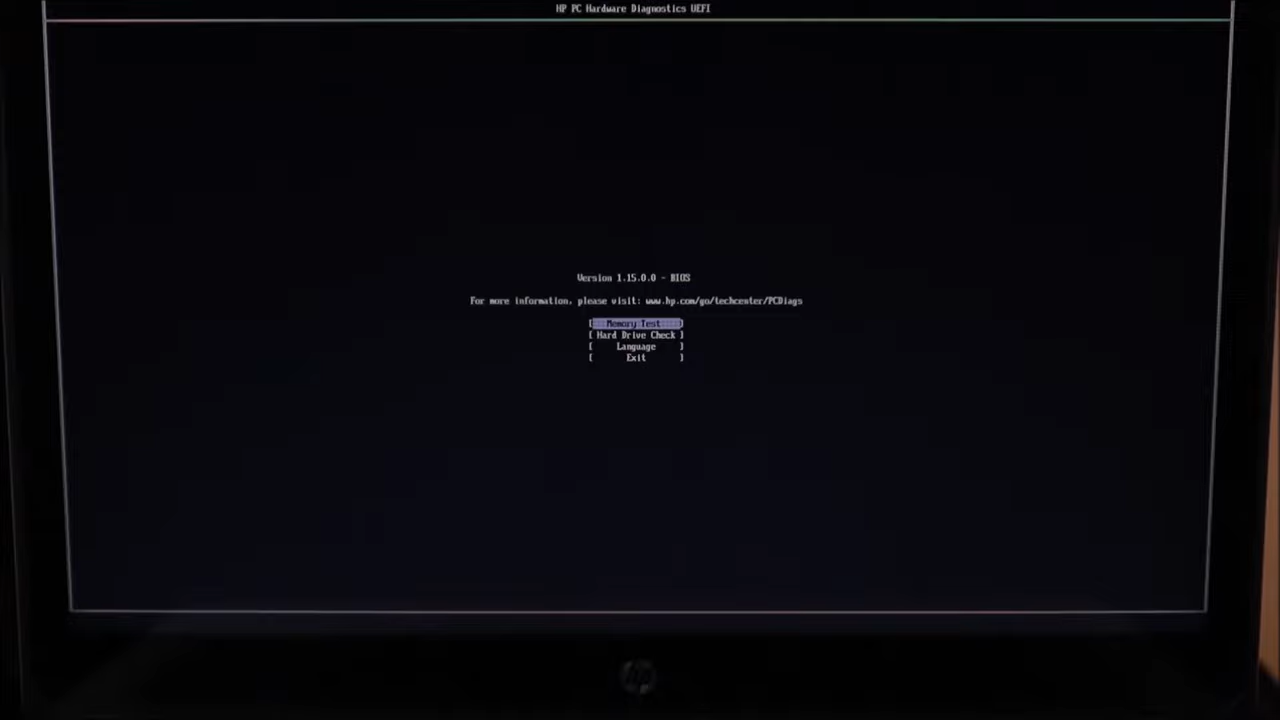 HP PC Hardware Diagnostics UEFI
Version 1.15.0.0 - BIOS
For more information, please visit: www.hp.com/go/techcenter/PCDiags
[ Memory Test ]
[ Hard Drive Check ]
[ Language ]
[ Exit ]
hp